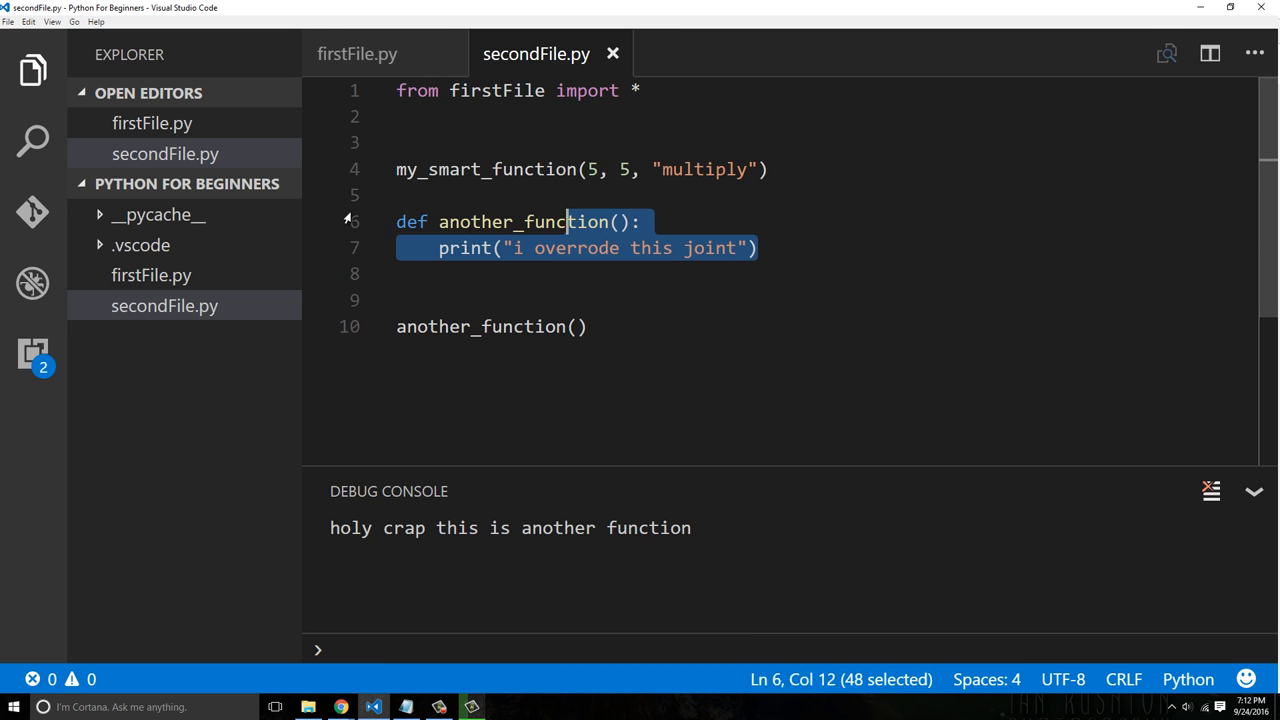 secondFile.py - Python For Beginners - Visual Studio Code
File Edit View Go Help
EXPLORER
OPEN EDITORS
firstFile.py
secondFile.py
PYTHON FOR BEGINNERS
__pycache__
.vscode
firstFile.py
secondFile.py
2
firstFile.py secondFile.py
1 from firstFile import *
2
3
4 my_smart_function(5, 5, "multiply")
5
6 def another_function():
7 print("i overrode this joint")
8
9
10 another_function()
DEBUG CONSOLE
holy crap this is another function
0 0 Ln 6, Col 12 (48 selected) Spaces: 4 UTF-8 CRLF Python
I'm Cortana. Ask me anything.
7:12 PM
9/24/2016